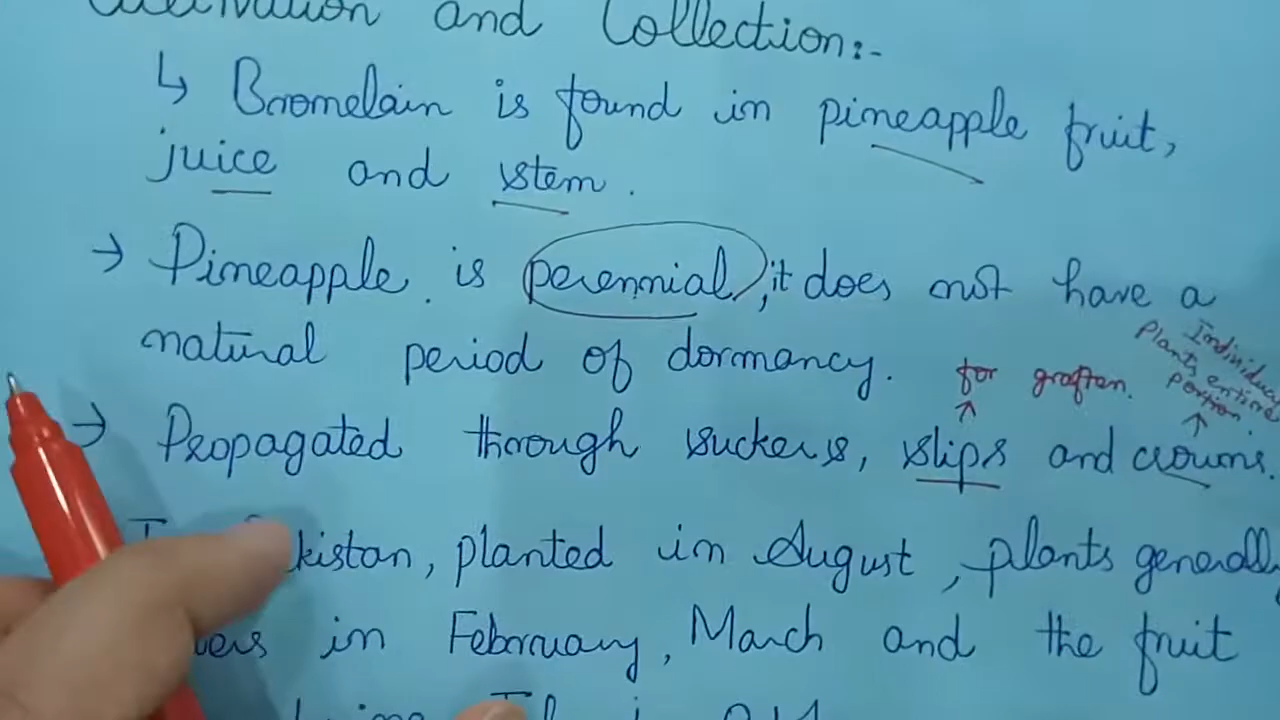 Cultivation and Collection:-
↳ Bromelain is found in pineapple fruit,
juice and stem.
→ Pineapple is perennial, it does not have a
natural period of dormancy.
for graften.
Individual
Plants entire
portion.
→ Propagated through suckers, slips and crowns.
planted in August, plants generally
in February, March and the fruit